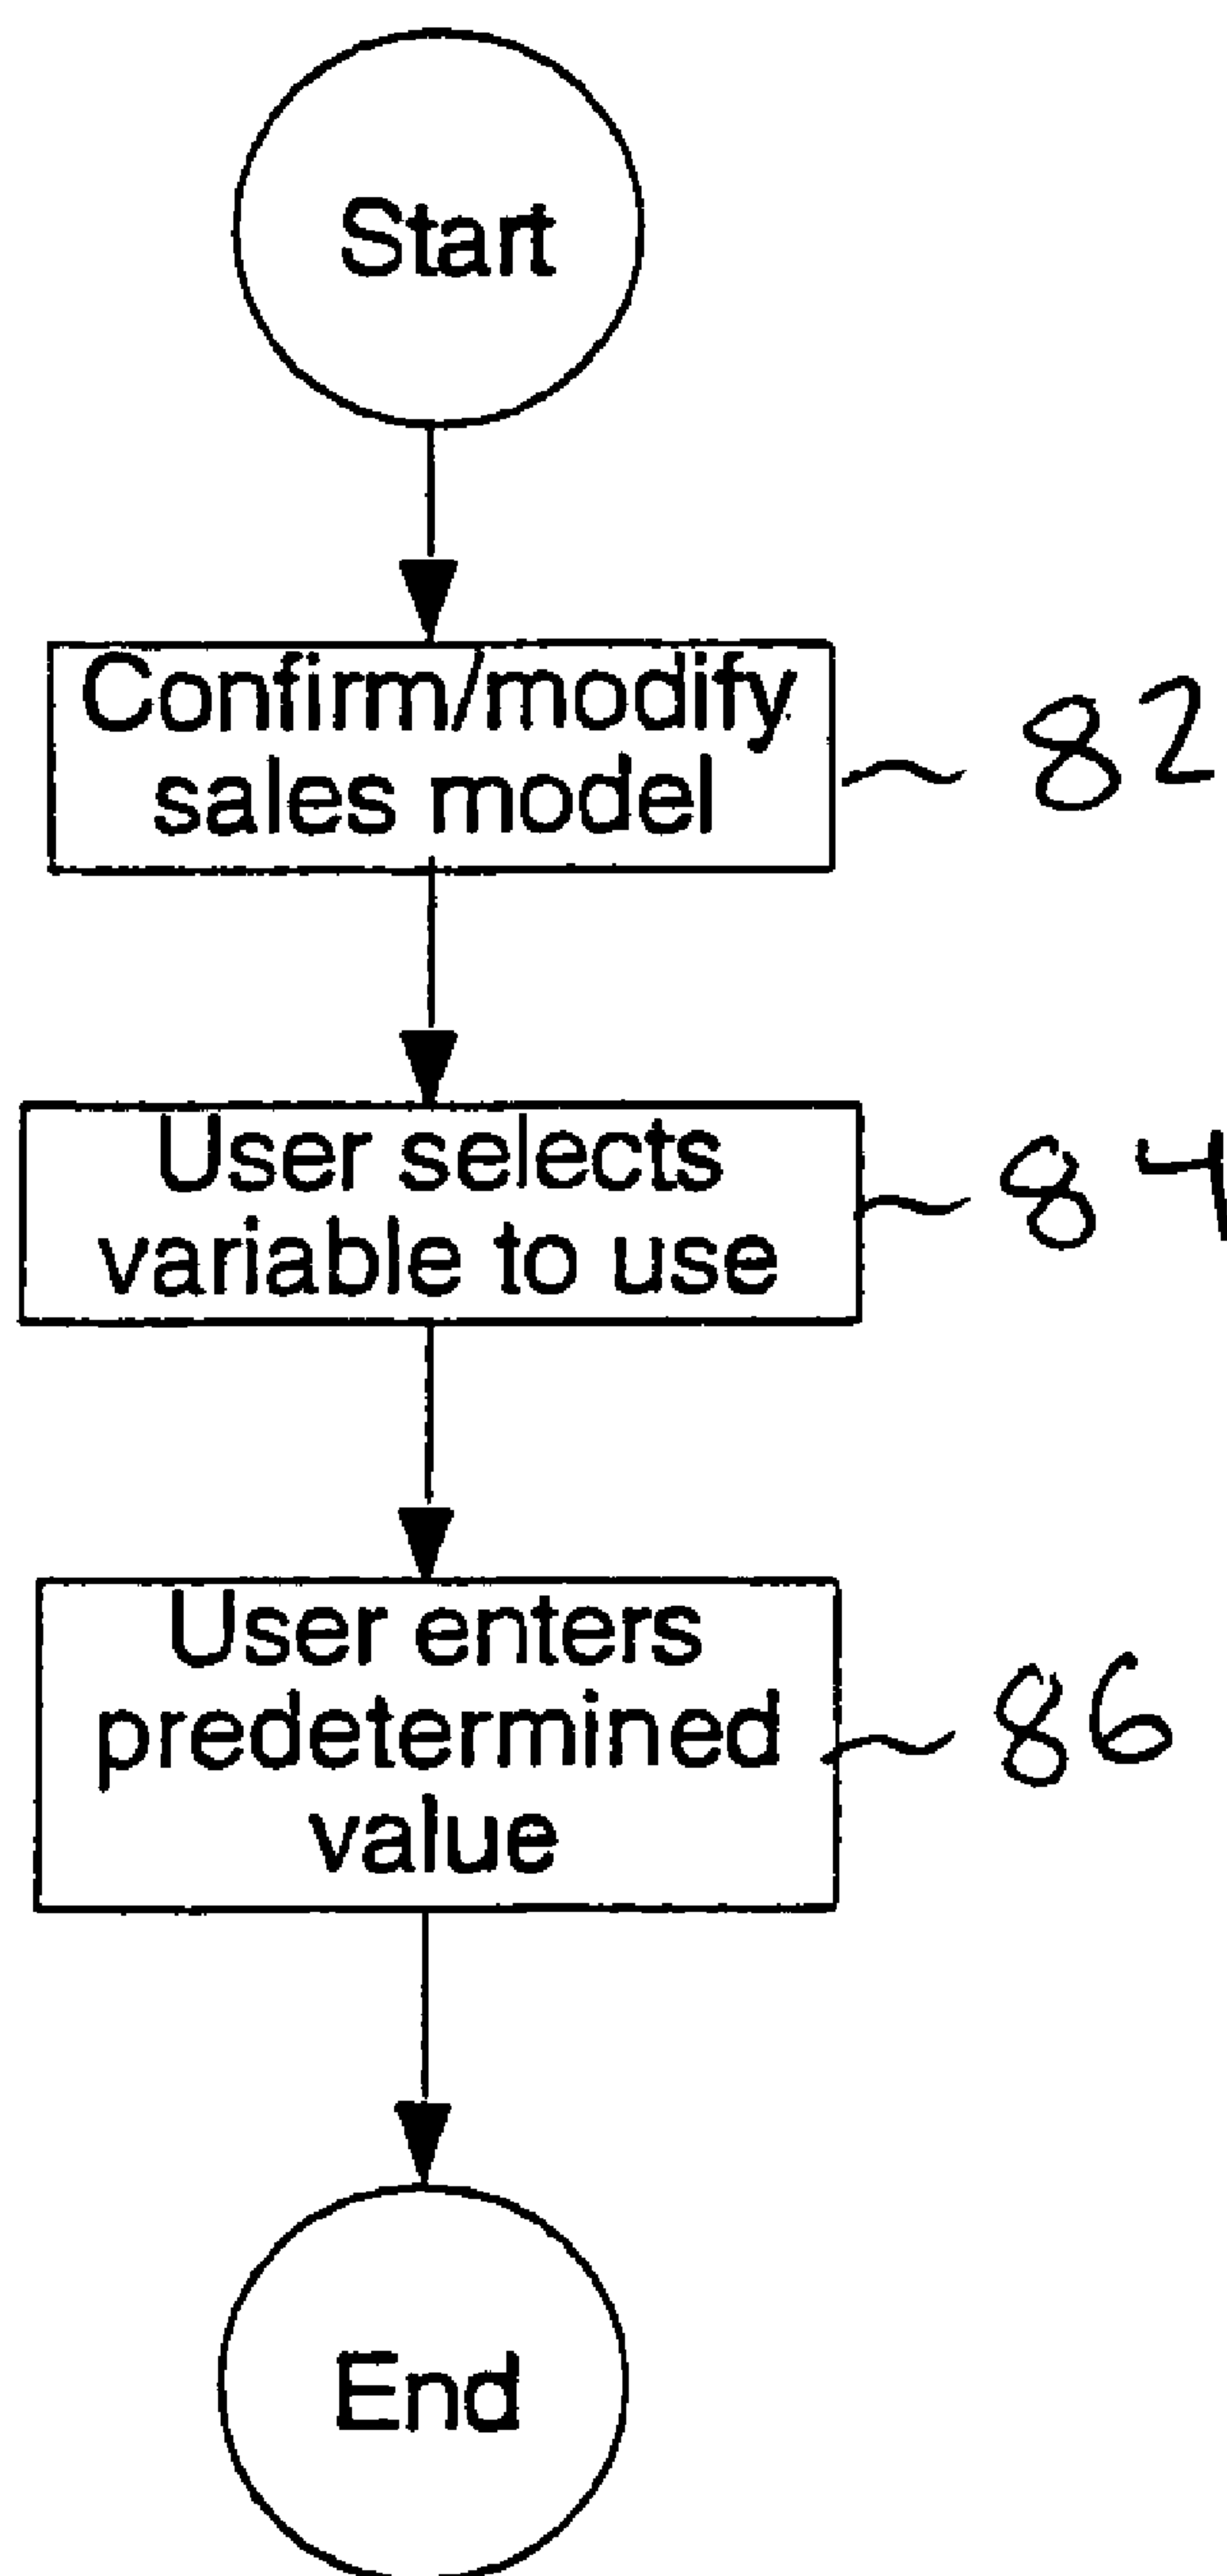 Start
Confirm/modify
sales model
82
User selects
variable to use
84
User enters
predetermined
value
86
End